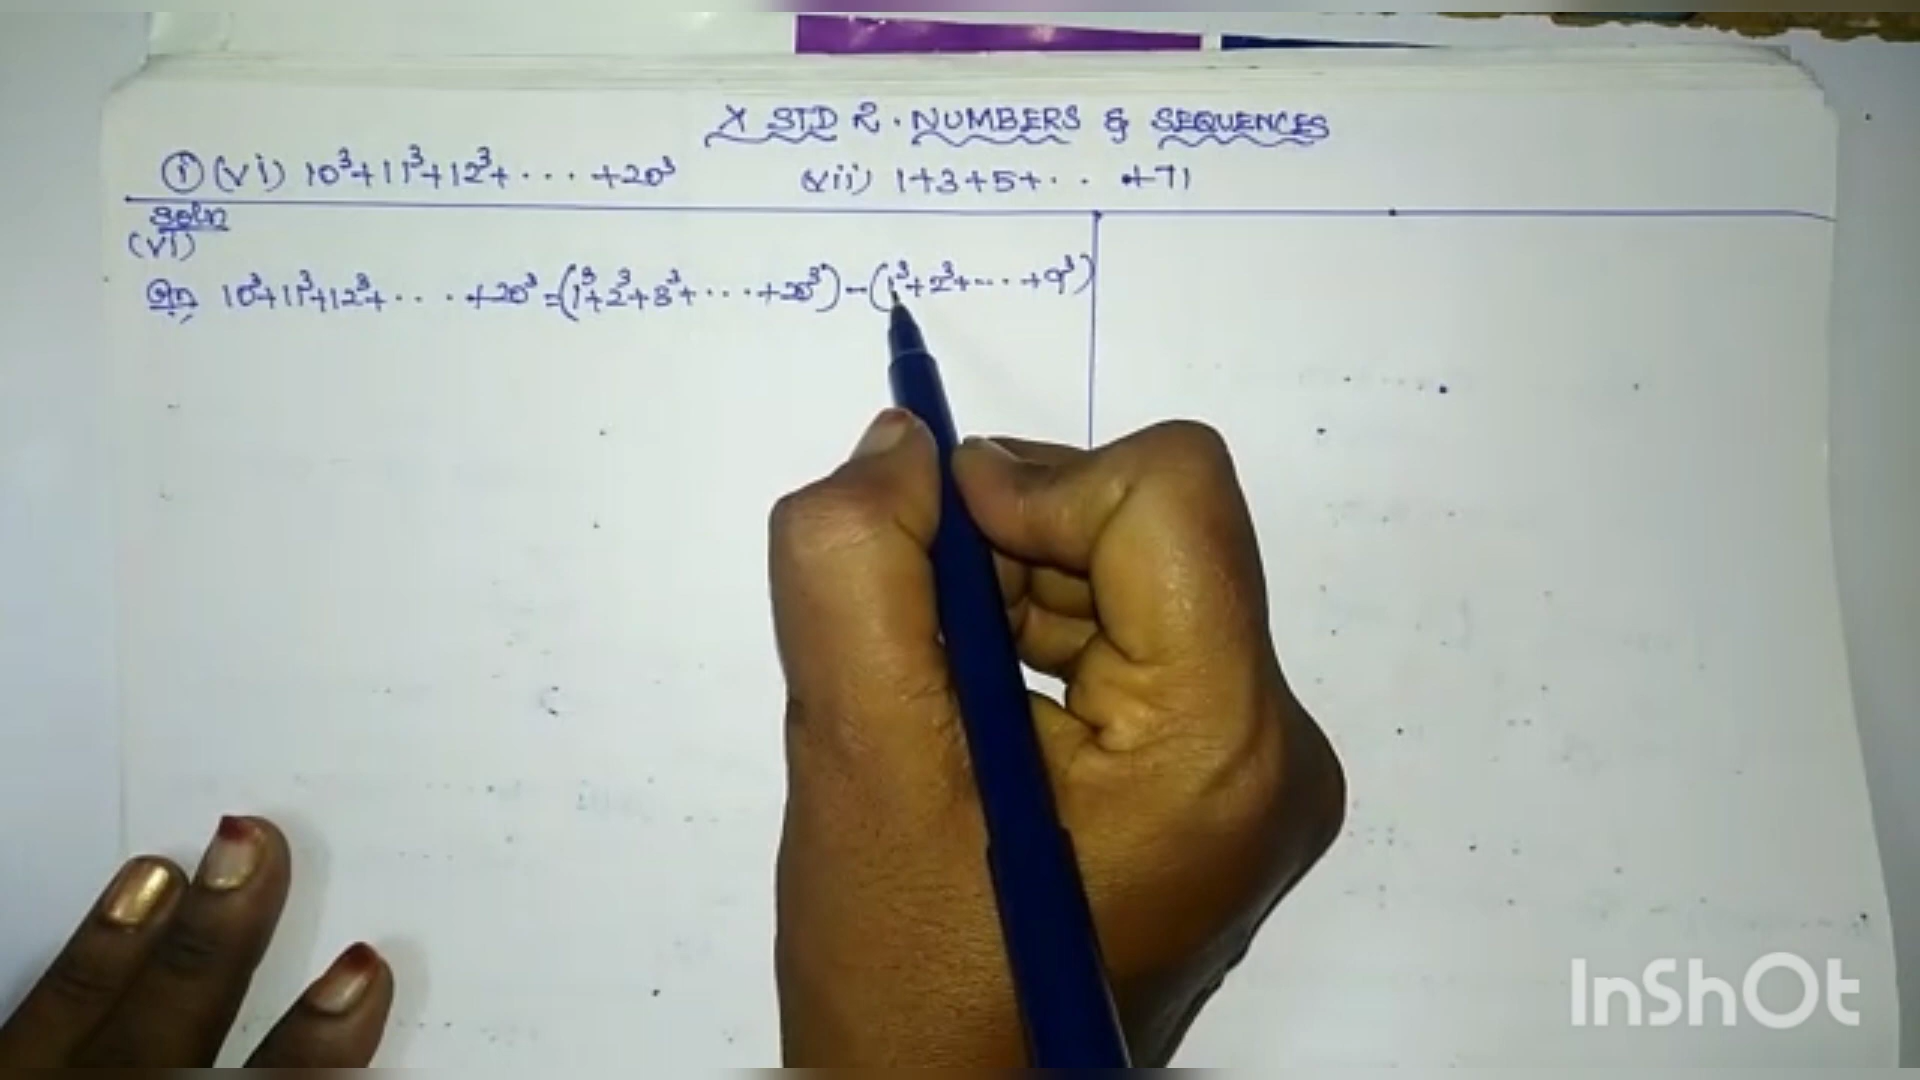 X STD 2. NUMBERS & SEQUENCES
① (vi) 10³+11³+12³+ . . . +20³ (vii) 1+3+5+ . . . +71
Soln
(vi)
10³+11³+12³+ . . . . +20³ = (1³+2³+3³+ . . . . +20³) - (1³+2³+ . . . +9³)
InShOt